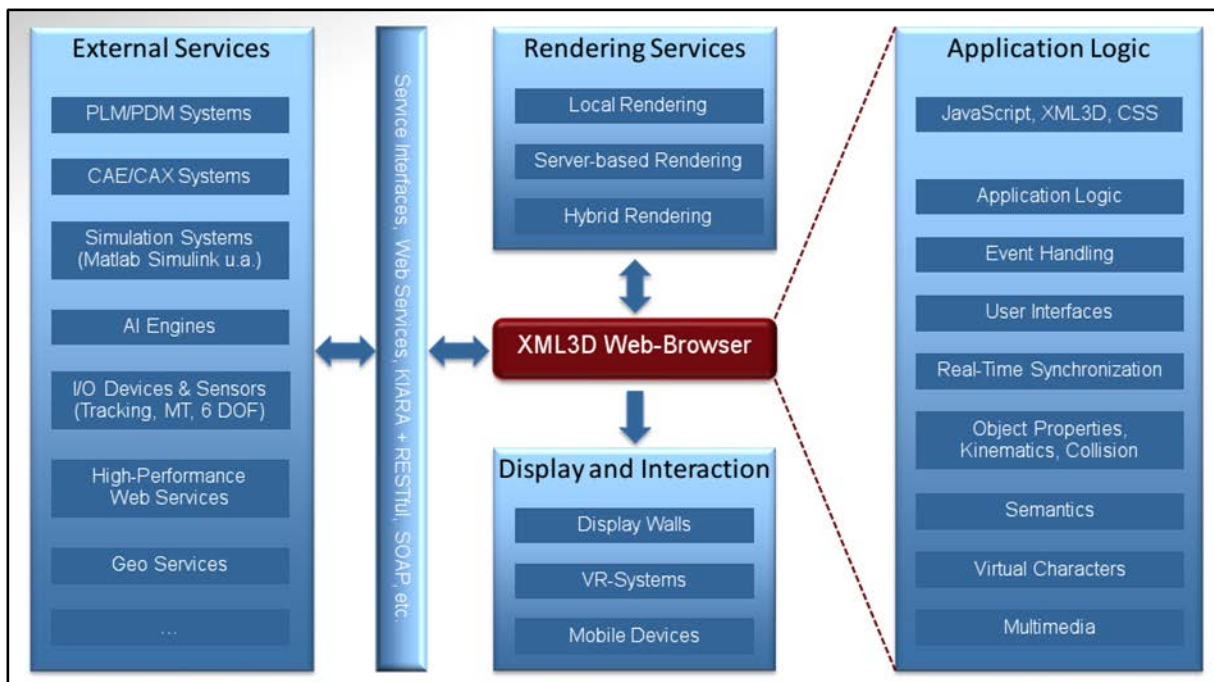 External Services
PLM/PDM Systems
CAE/CAX Systems
Simulation Systems
(Matlab Simulink u.a.)
AI Engines
I/O Devices & Sensors
(Tracking, MT, 6 DOF)
High-Performance
Web Services
Geo Services
...
Service Interfaces, Web Services, KIARA + RESTful, SOAP, etc.
Rendering Services
Local Rendering
Server-based Rendering
Hybrid Rendering
XML3D Web-Browser
Display and Interaction
Display Walls
VR-Systems
Mobile Devices
Application Logic
JavaScript, XML3D, CSS
Application Logic
Event Handling
User Interfaces
Real-Time Synchronization
Object Properties,
Kinematics, Collision
Semantics
Virtual Characters
Multimedia